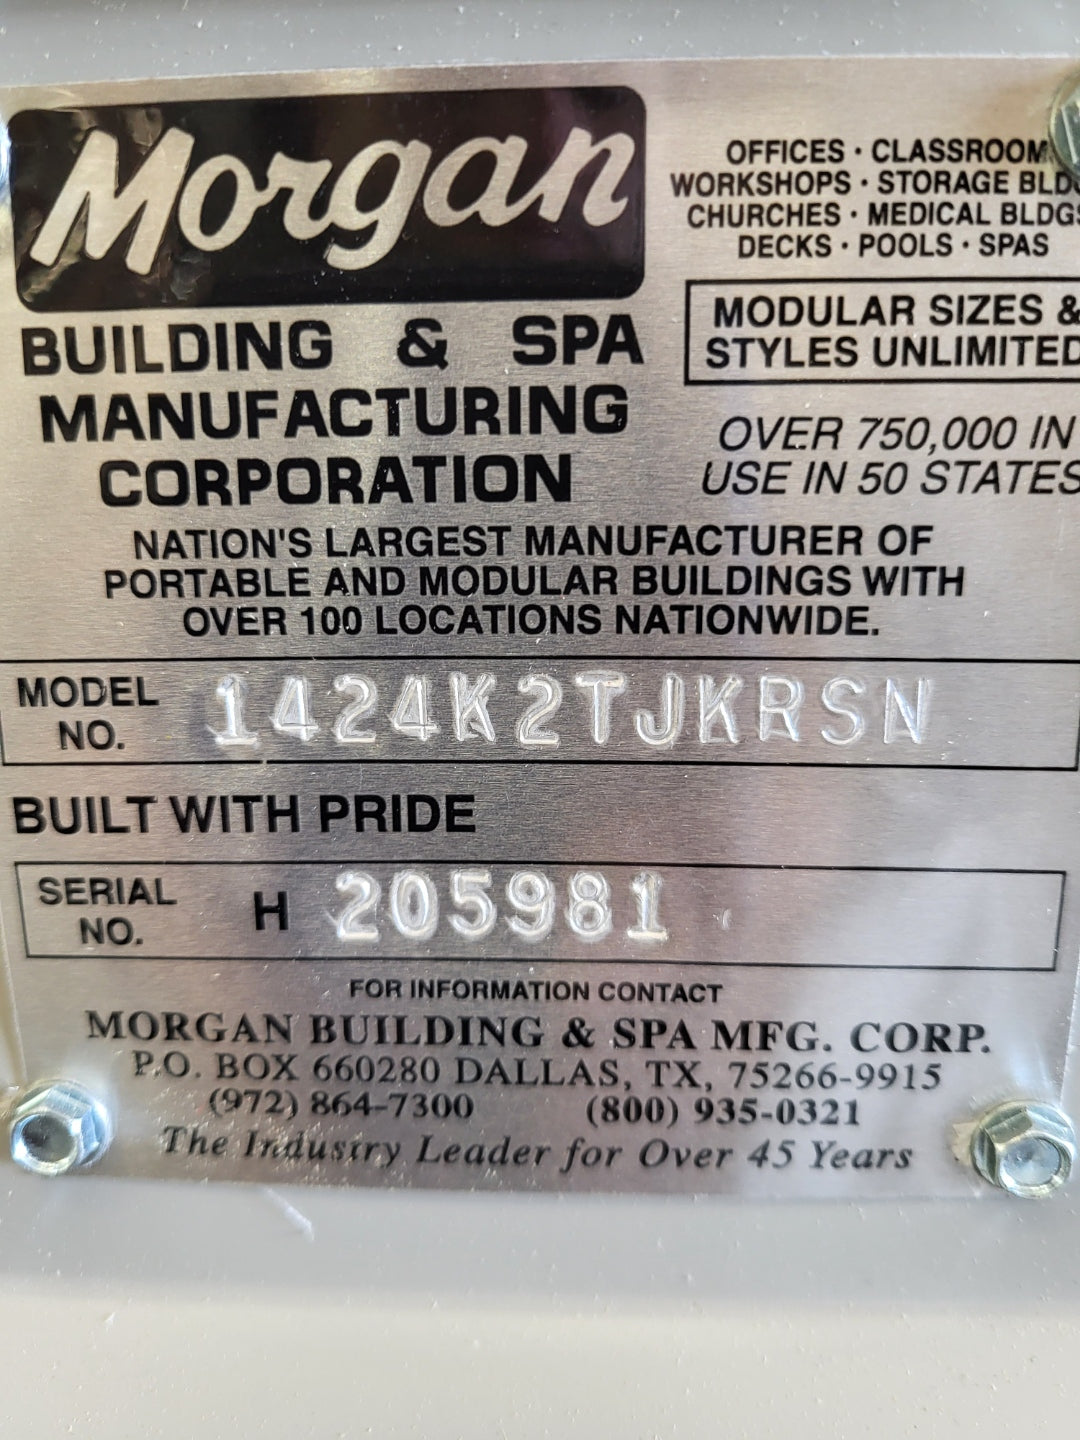 Morgan
BUILDING & SPA
MANUFACTURING
CORPORATION
OFFICES · CLASSROOM
WORKSHOPS · STORAGE BLD
CHURCHES · MEDICAL BLDGS
DECKS · POOLS · SPAS
MODULAR SIZES &
STYLES UNLIMITED
OVER 750,000 IN
USE IN 50 STATES
NATION'S LARGEST MANUFACTURER OF
PORTABLE AND MODULAR BUILDINGS WITH
OVER 100 LOCATIONS NATIONWIDE.
MODEL NO. 1424K2TJKRSN
BUILT WITH PRIDE
SERIAL NO. H 205981
FOR INFORMATION CONTACT
MORGAN BUILDING & SPA MFG. CORP.
P.O. BOX 660280 DALLAS, TX, 75266-9915
(972) 864-7300 (800) 935-0321
The Industry Leader for Over 45 Years